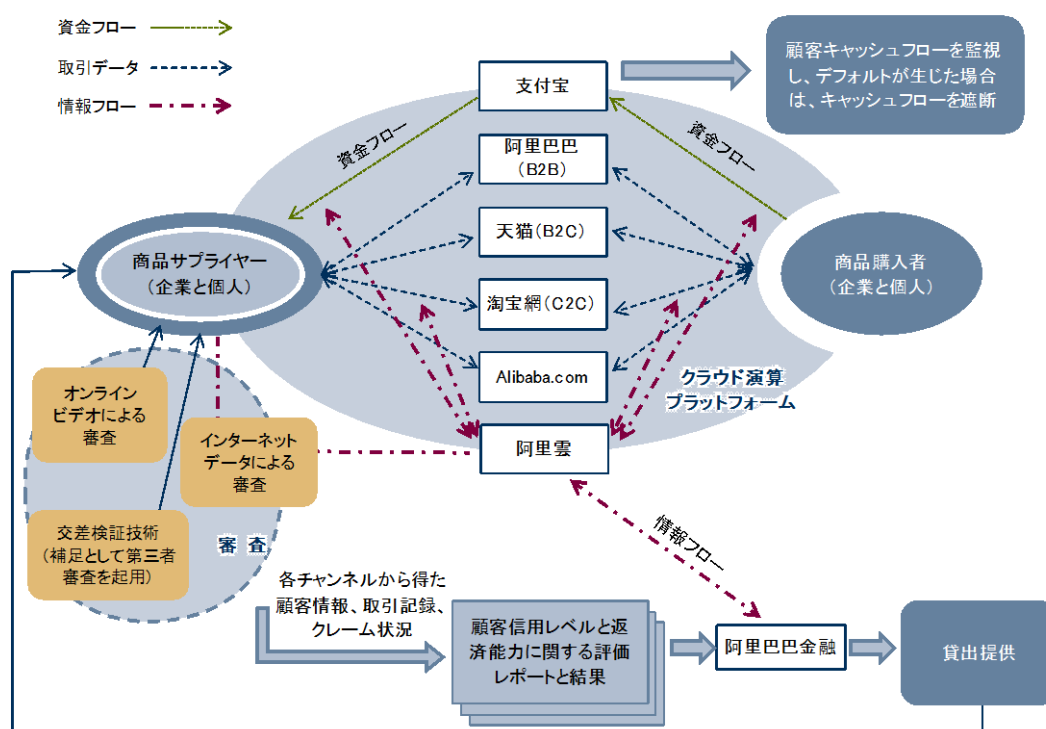 資金フロー
取引データ
情報フロー
支付宝
顧客キャッシュフローを監視
し、デフォルトが生じた場合
は、キャッシュフローを遮断
資金フロー
資金フロー
阿里巴巴
(B2B)
天猫(B2C)
淘宝網(C2C)
Alibaba.com
阿里雲
商品サプライヤー
(企業と個人)
商品購入者
(企業と個人)
クラウド演算
プラットフォーム
オンライン
ビデオによる
審査
インターネット
データによる
審査
交差検証技術
(補足として第三者
審査を起用)
審 査
情報フロー
各チャンネルから得た
顧客情報、取引記録、
クレーム状況
顧客信用レベルと返
済能力に関する評価
レポートと結果
阿里巴巴金融
貸出提供